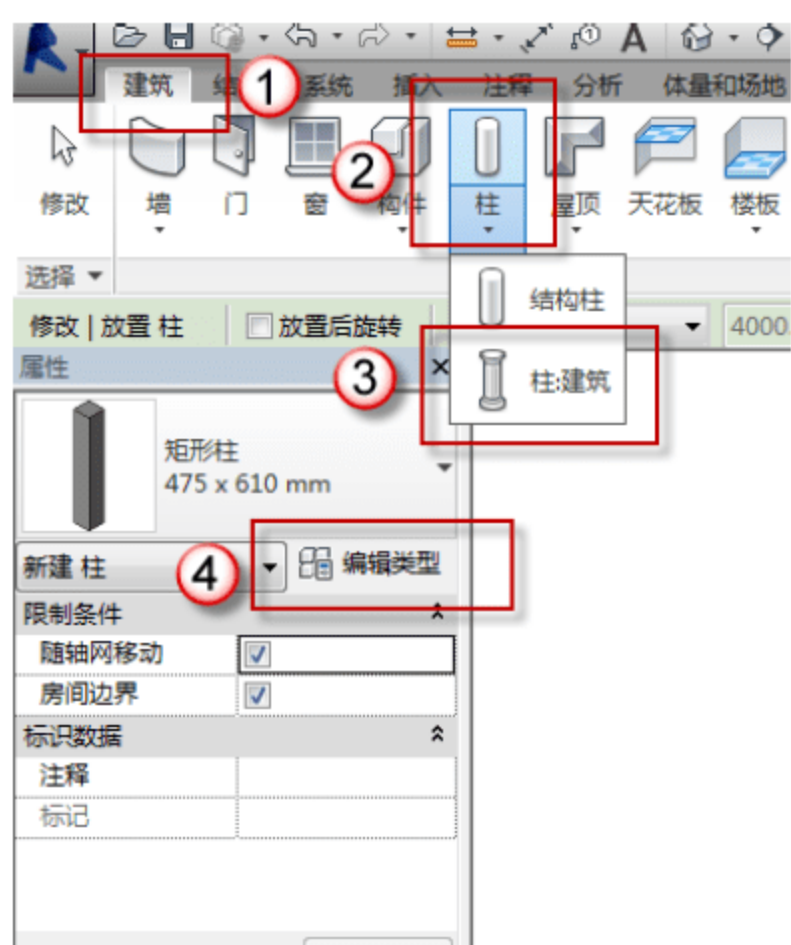 建筑 系统 插入 注释 分析 体量和场地
1
2
修改 墙 门 窗 构件 柱 屋顶 天花板 楼板
选择
结构柱
修改 | 放置 柱 放置后旋转 4000.
属性
3
柱:建筑
矩形柱
475 x 610 mm
新建 柱
4
编辑类型
限制条件
随轴网移动
房间边界
标识数据
注释
标记